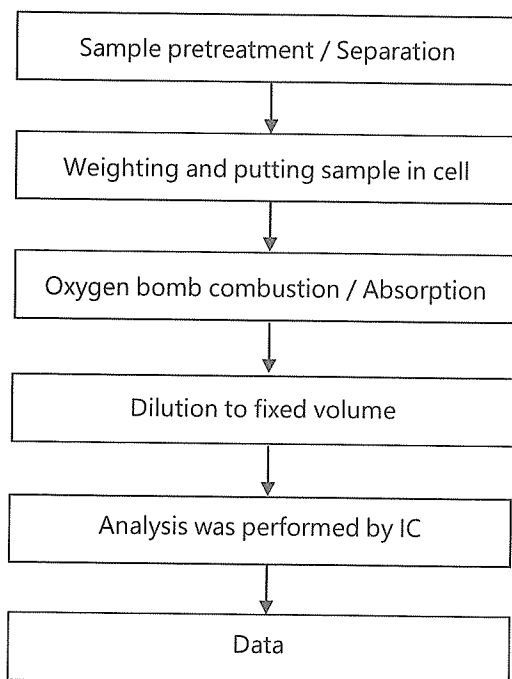 Sample pretreatment / Separation
Weighting and putting sample in cell
Oxygen bomb combustion / Absorption
Dilution to fixed volume
Analysis was performed by IC
Data